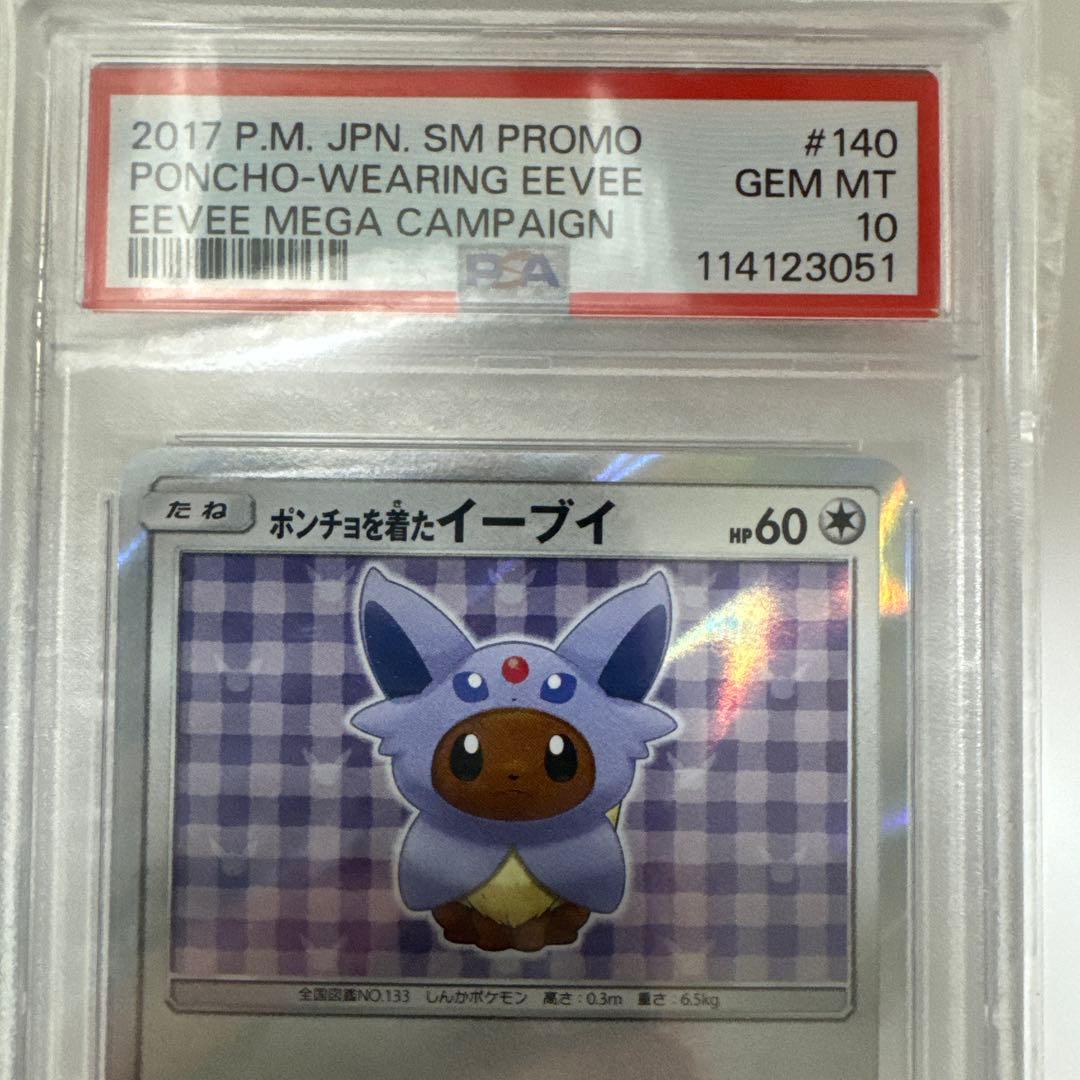 2017 P.M. JPN. SM PROMO #140
PONCHO-WEARING EEVEE GEM MT
EEVEE MEGA CAMPAIGN 10
PSA 114123051
たね ポンチョを着たイーブイ HP60
き
全国図鑑NO.133 しんかポケモン 高さ:0.3m 重さ:6.5kg